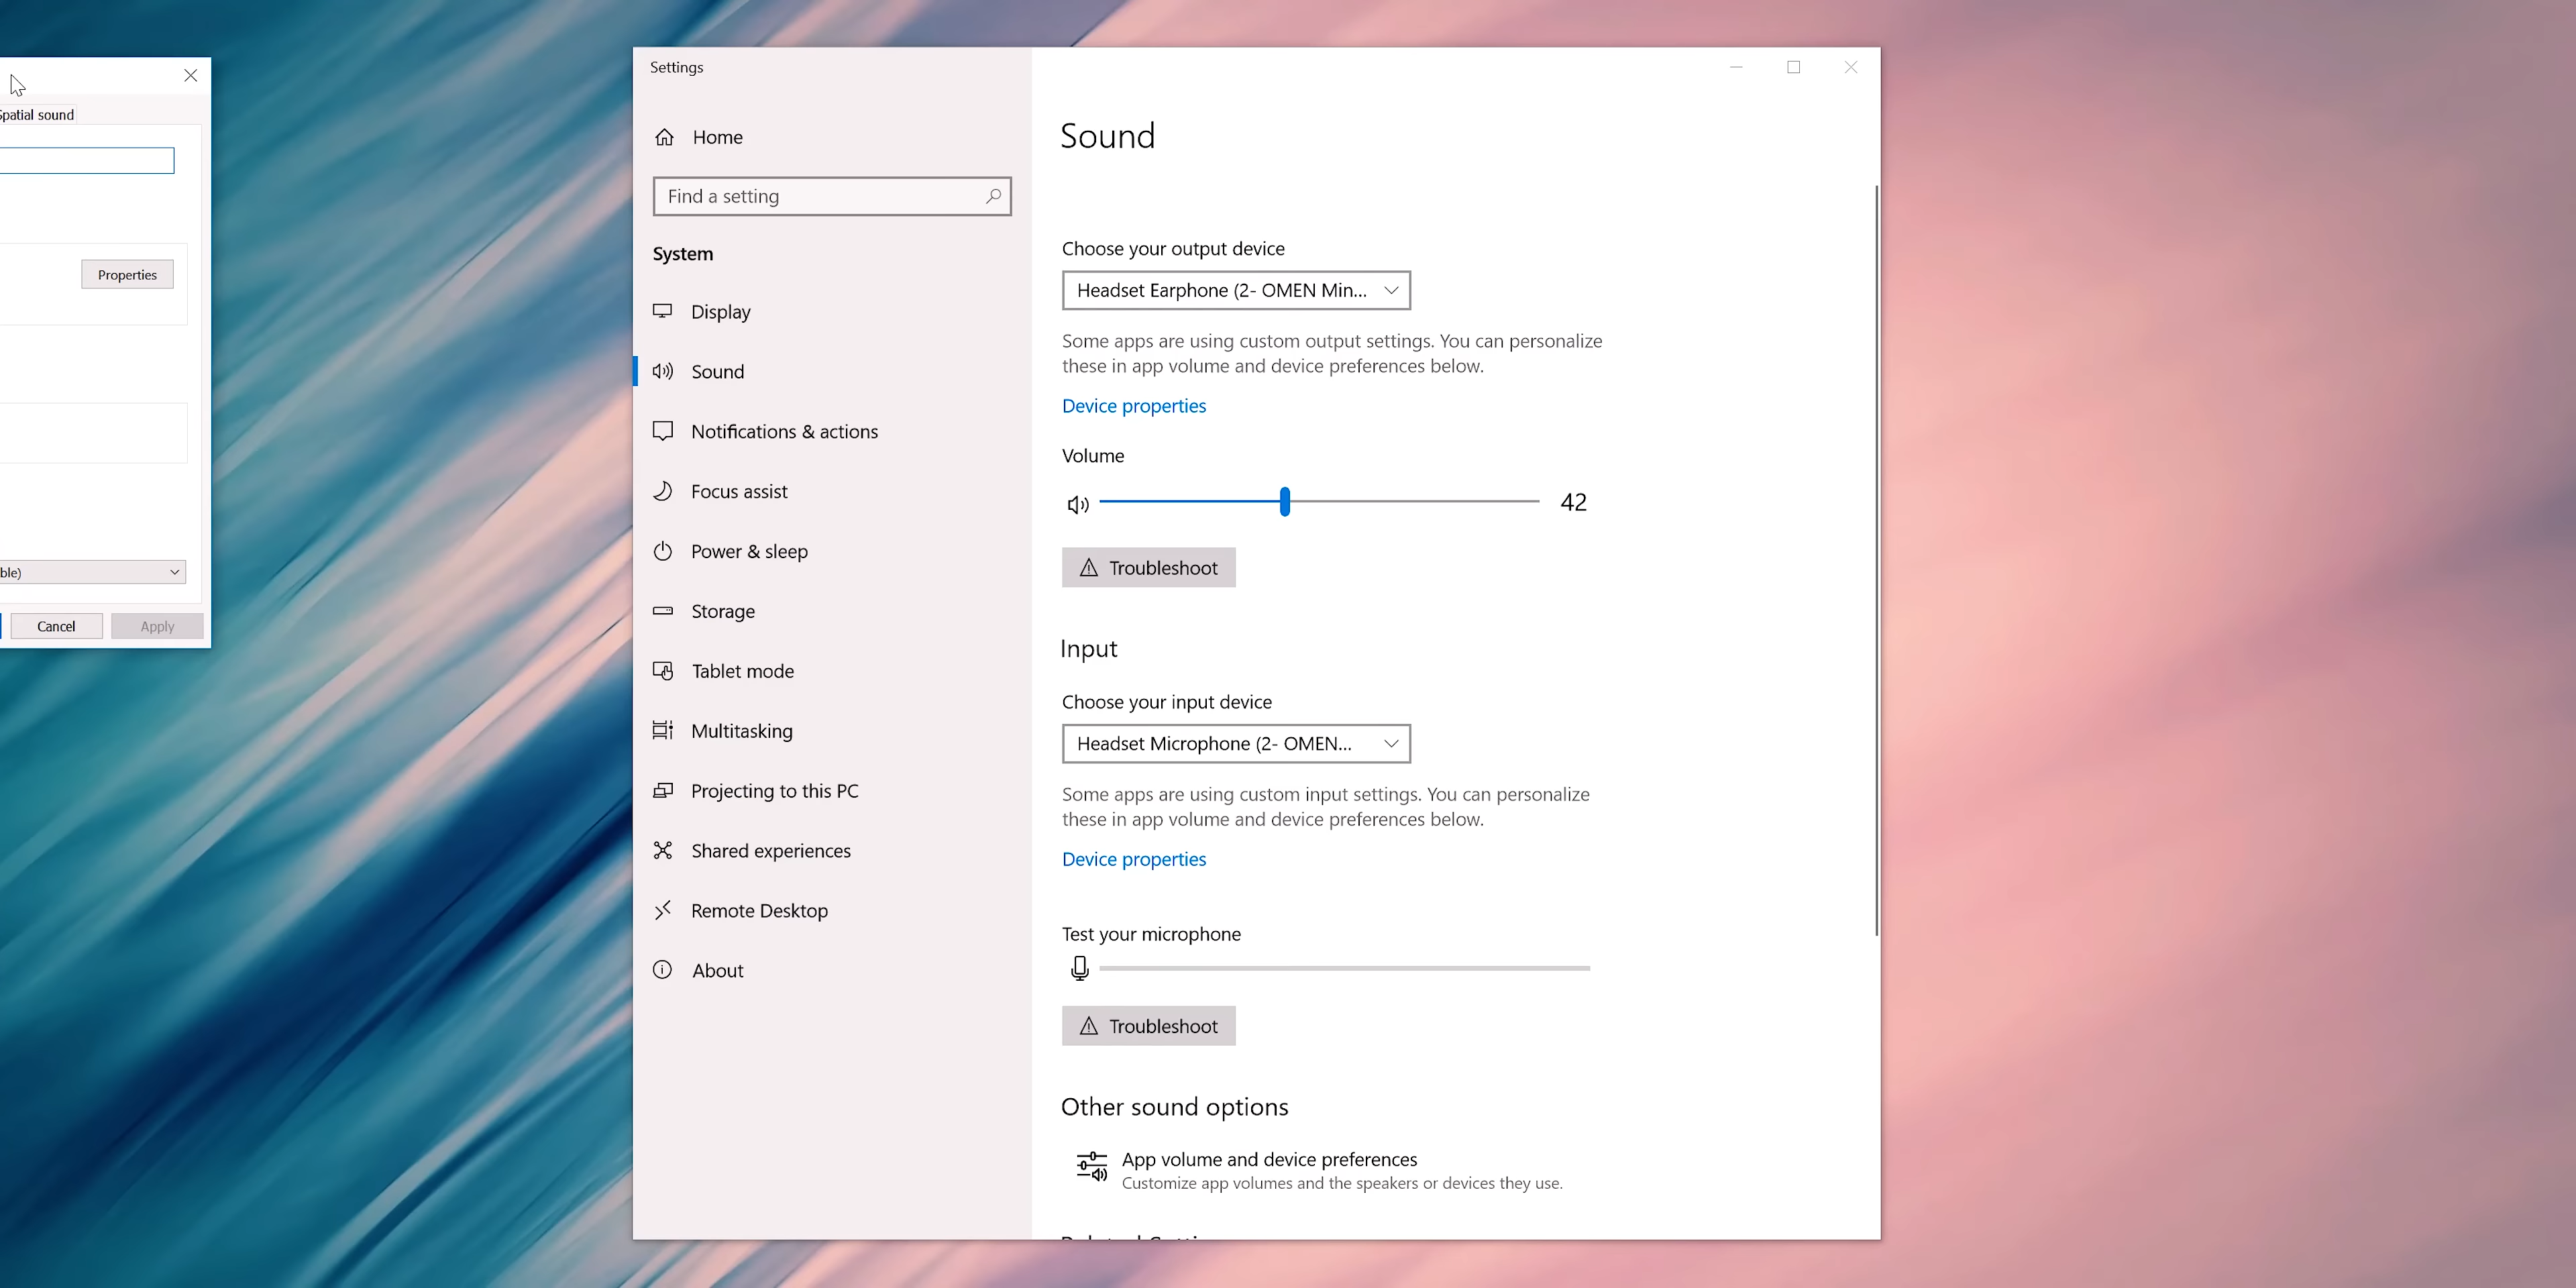 Spatial sound
Properties
ble)
Cancel
Apply
Settings
Home
Find a setting
System
Display
Sound
Notifications & actions
Focus assist
Power & sleep
Storage
Tablet mode
Multitasking
Projecting to this PC
Shared experiences
Remote Desktop
About
Sound
Choose your output device
Headset Earphone (2- OMEN Min...
Some apps are using custom output settings. You can personalize
these in app volume and device preferences below.
Device properties
Volume
42
Troubleshoot
Input
Choose your input device
Headset Microphone (2- OMEN...
Some apps are using custom input settings. You can personalize
these in app volume and device preferences below.
Device properties
Test your microphone
Troubleshoot
Other sound options
App volume and device preferences
Customize app volumes and the speakers or devices they use.